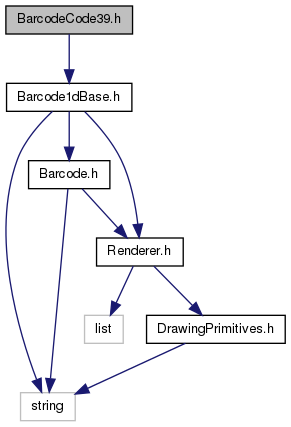 BarcodeCode39.h
Barcode1dBase.h
Barcode.h
Renderer.h
list
DrawingPrimitives.h
string